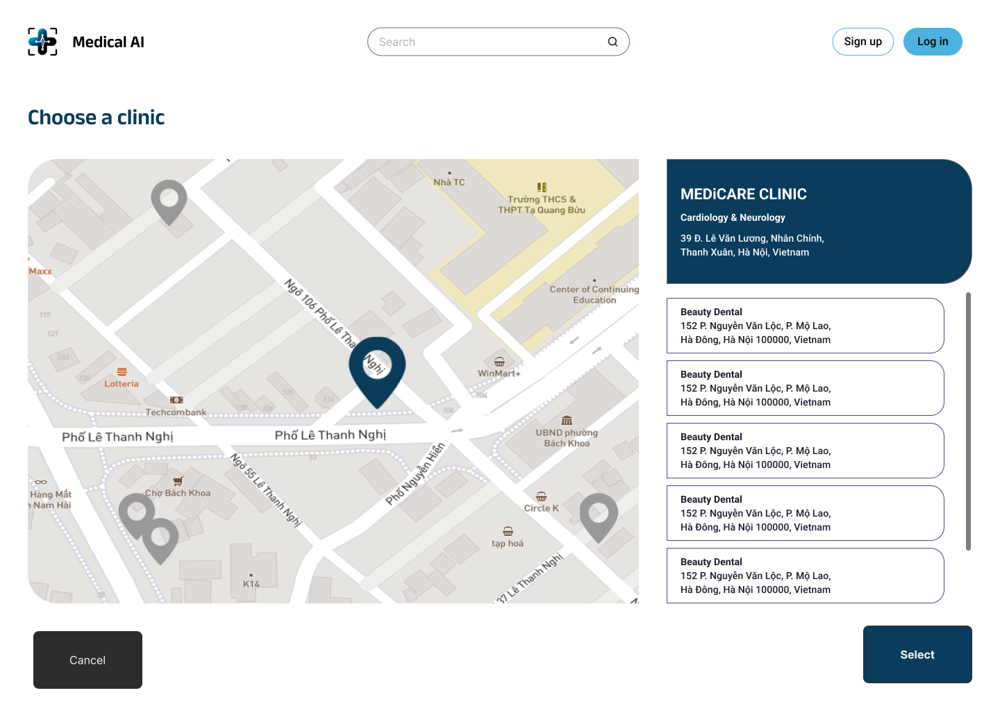 Medical AI
Search
Sign up
Log in
Choose a clinic
Nhà TC
Trường THCS &
THPT Tạ Quang Bửu
Maxx
Ngõ 106 Phố Lê Thanh Nghị
Center of Continuing
Education
119
121
133
135
Lotteria
Techcombank
130
124
120
116
106
104
WinMart+
Phố Lê Thanh Nghị
Phố Lê Thanh Nghị
UBND phường
Bách Khoa
51
Ngõ 55 Lê Thanh Nghị
Phố Nguyễn Hiền
Hàng Mắt
n Nam Hải
Chợ Bách Khoa
Circle K
tạp hoá
K14
37 Lê Thanh Nghị
58
N
MEDiCARE CLINIC
Cardiology & Neurology
39 Đ. Lê Văn Lương, Nhân Chính,
Thanh Xuân, Hà Nội, Vietnam
Beauty Dental
152 P. Nguyễn Văn Lộc, P. Mộ Lao,
Hà Đông, Hà Nội 100000, Vietnam
Beauty Dental
152 P. Nguyễn Văn Lộc, P. Mộ Lao,
Hà Đông, Hà Nội 100000, Vietnam
Beauty Dental
152 P. Nguyễn Văn Lộc, P. Mộ Lao,
Hà Đông, Hà Nội 100000, Vietnam
Beauty Dental
152 P. Nguyễn Văn Lộc, P. Mộ Lao,
Hà Đông, Hà Nội 100000, Vietnam
Beauty Dental
152 P. Nguyễn Văn Lộc, P. Mộ Lao,
Hà Đông, Hà Nội 100000, Vietnam
Cancel
Select